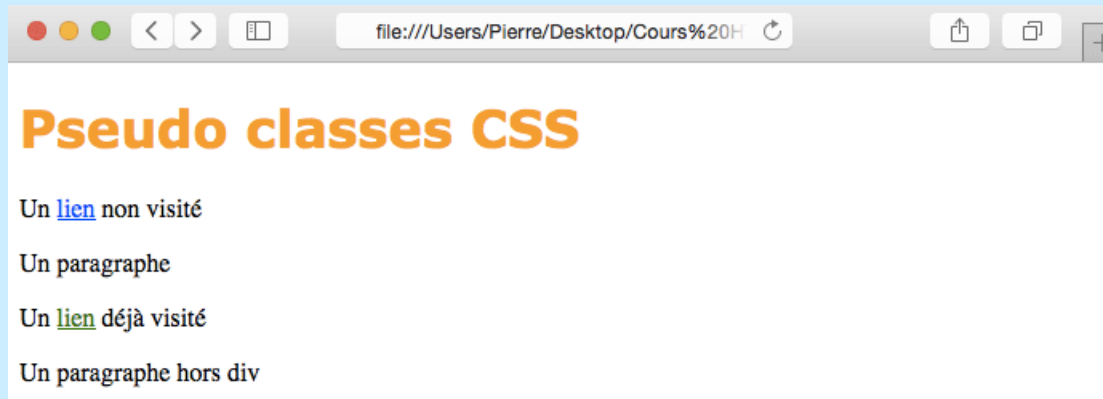 file:///Users/Pierre/Desktop/Cours%20H
Pseudo classes CSS
Un lien non visité
Un paragraphe
Un lien déjà visité
Un paragraphe hors div